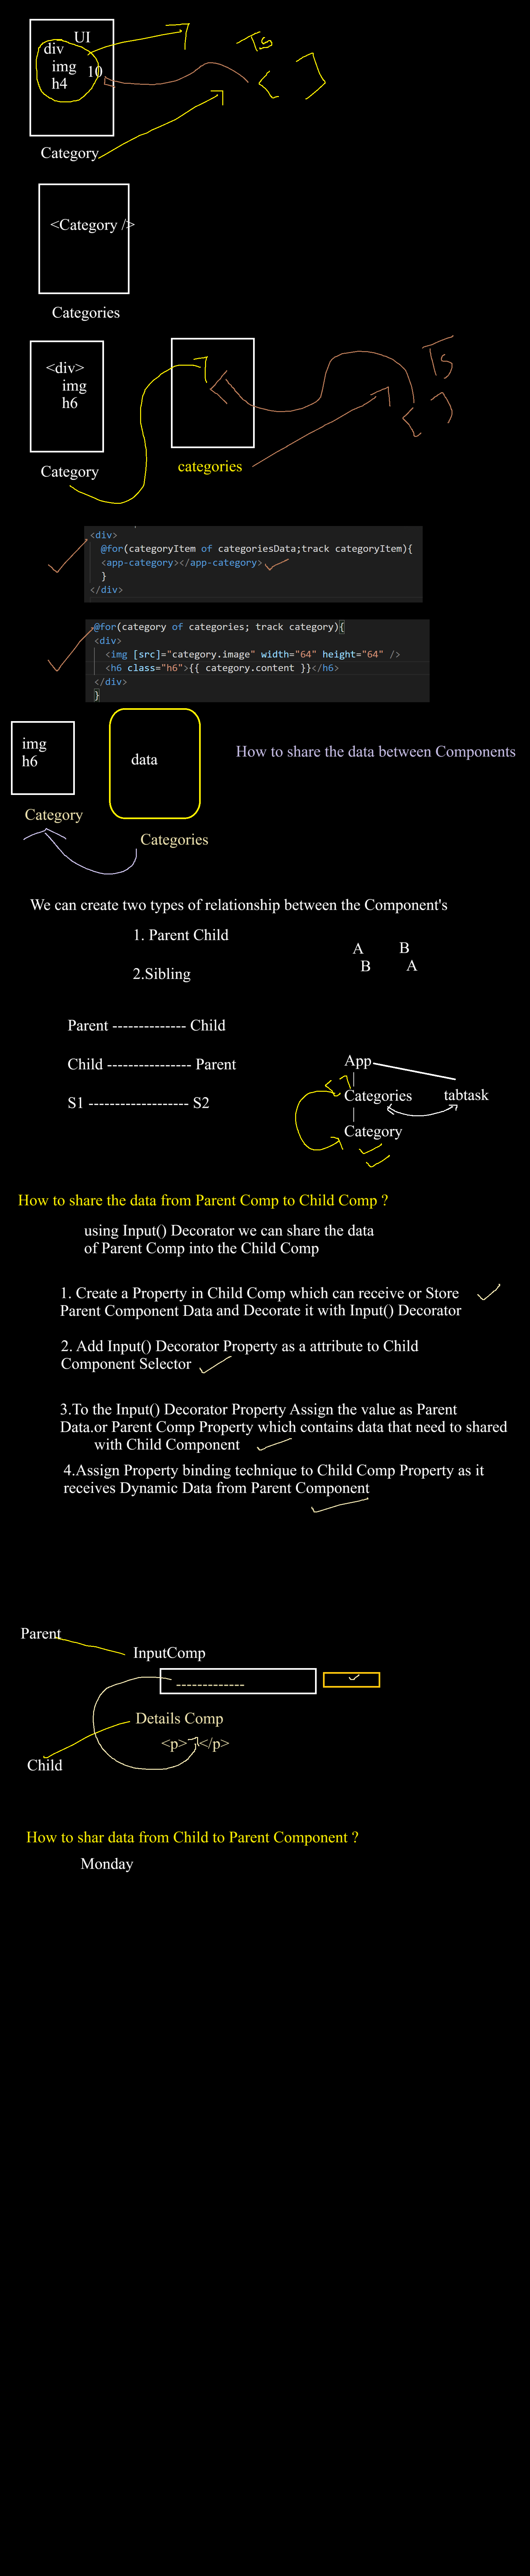 UI
div
img
h4
10
Ts
{ }
Category
<Category />
Categories
<div>
img
h6
Category
categories
Ts
{ }
<div>
@for(categoryItem of categoriesData;track categoryItem){
<app-category></app-category>
}
</div>
@for(category of categories; track category){
<div>
<img [src]="category.image" width="64" height="64" />
<h6 class="h6">{{ category.content }}</h6>
</div>
}
img
h6
data
How to share the data between Components
Category
Categories
We can create two types of relationship between the Component's
1. Parent Child
2.Sibling
A
B
B
A
Parent -------------- Child
Child ---------------- Parent
S1 ------------------- S2
App
Categories
tabtask
Category
How to share the data from Parent Comp to Child Comp ?
using Input() Decorator we can share the data
of Parent Comp into the Child Comp
1. Create a Property in Child Comp which can receive or Store
Parent Component Data and Decorate it with Input() Decorator
2. Add Input() Decorator Property as a attribute to Child
Component Selector
3.To the Input() Decorator Property Assign the value as Parent
Data.or Parent Comp Property which contains data that need to shared
with Child Component
4.Assign Property binding technique to Child Comp Property as it
receives Dynamic Data from Parent Component
Parent
InputComp
-------------
Details Comp
<p> </p>
Child
How to shar data from Child to Parent Component ?
Monday